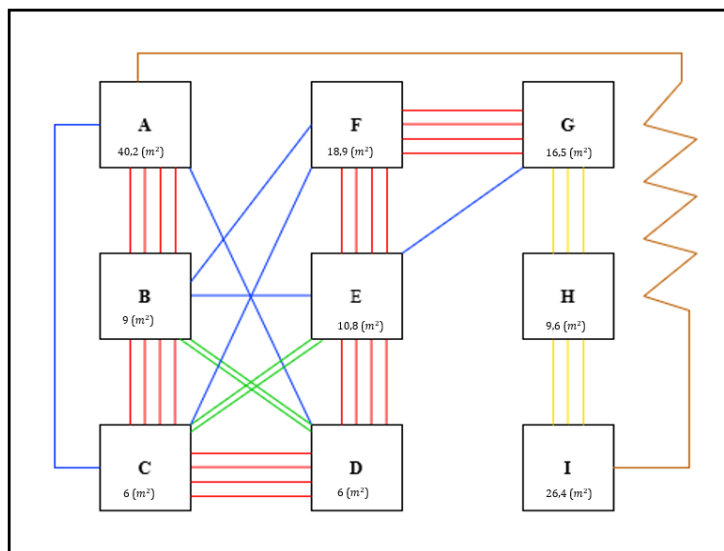 A
40,2 (m²)
F
18,9 (m²)
G
16,5 (m²)
B
9 (m²)
E
10,8 (m²)
H
9,6 (m²)
C
6 (m²)
D
6 (m²)
I
26,4 (m²)